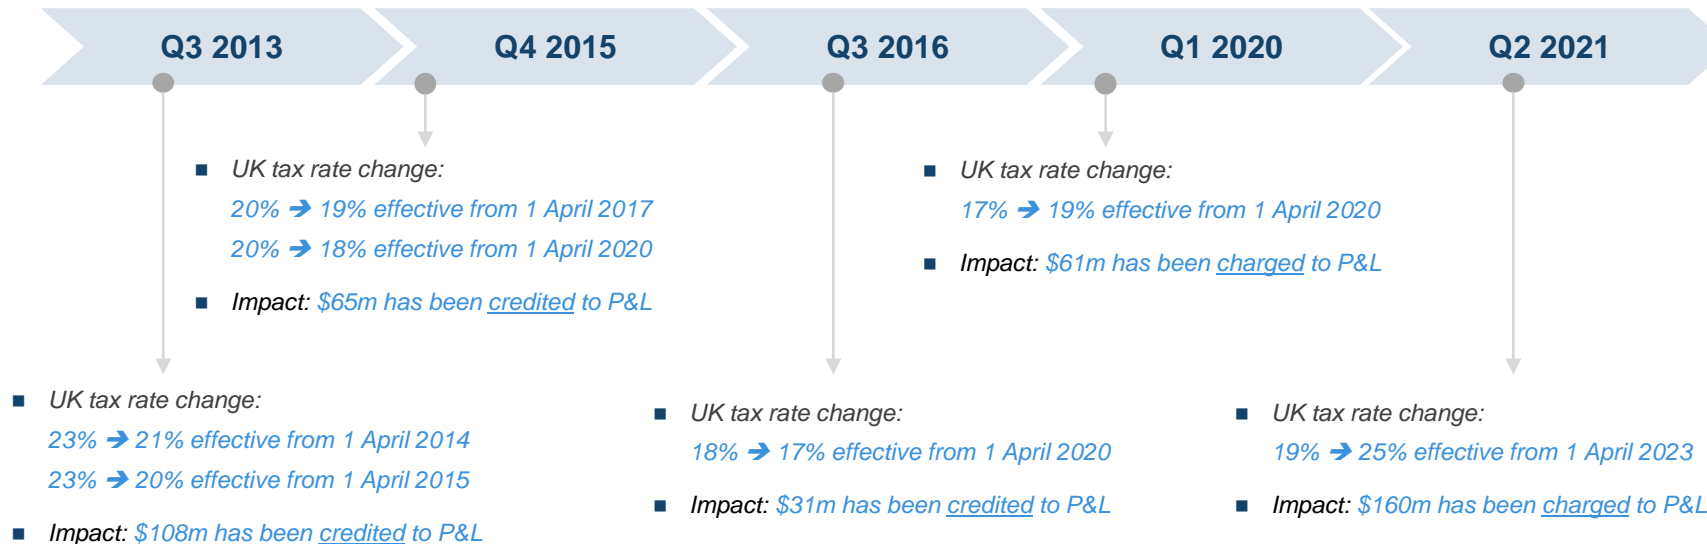 Q3 2013
Q4 2015
Q3 2016
Q1 2020
Q2 2021
UK tax rate change:
20% ➔ 19% effective from 1 April 2017
20% ➔ 18% effective from 1 April 2020
Impact: $65m has been credited to P&L
UK tax rate change:
17% ➔ 19% effective from 1 April 2020
Impact: $61m has been charged to P&L
UK tax rate change:
23% ➔ 21% effective from 1 April 2014
23% ➔ 20% effective from 1 April 2015
Impact: $108m has been credited to P&L
UK tax rate change:
18% ➔ 17% effective from 1 April 2020
Impact: $31m has been credited to P&L
UK tax rate change:
19% ➔ 25% effective from 1 April 2023
Impact: $160m has been charged to P&L